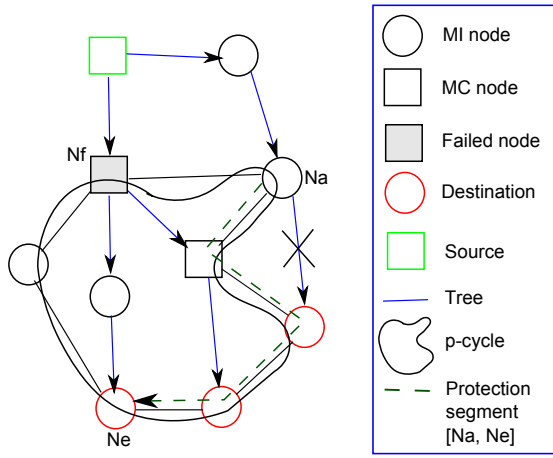 Nf
Na
Ne
MI node
MC node
Failed node
Destination
Source
Tree
p-cycle
Protection
segment
[Na, Ne]